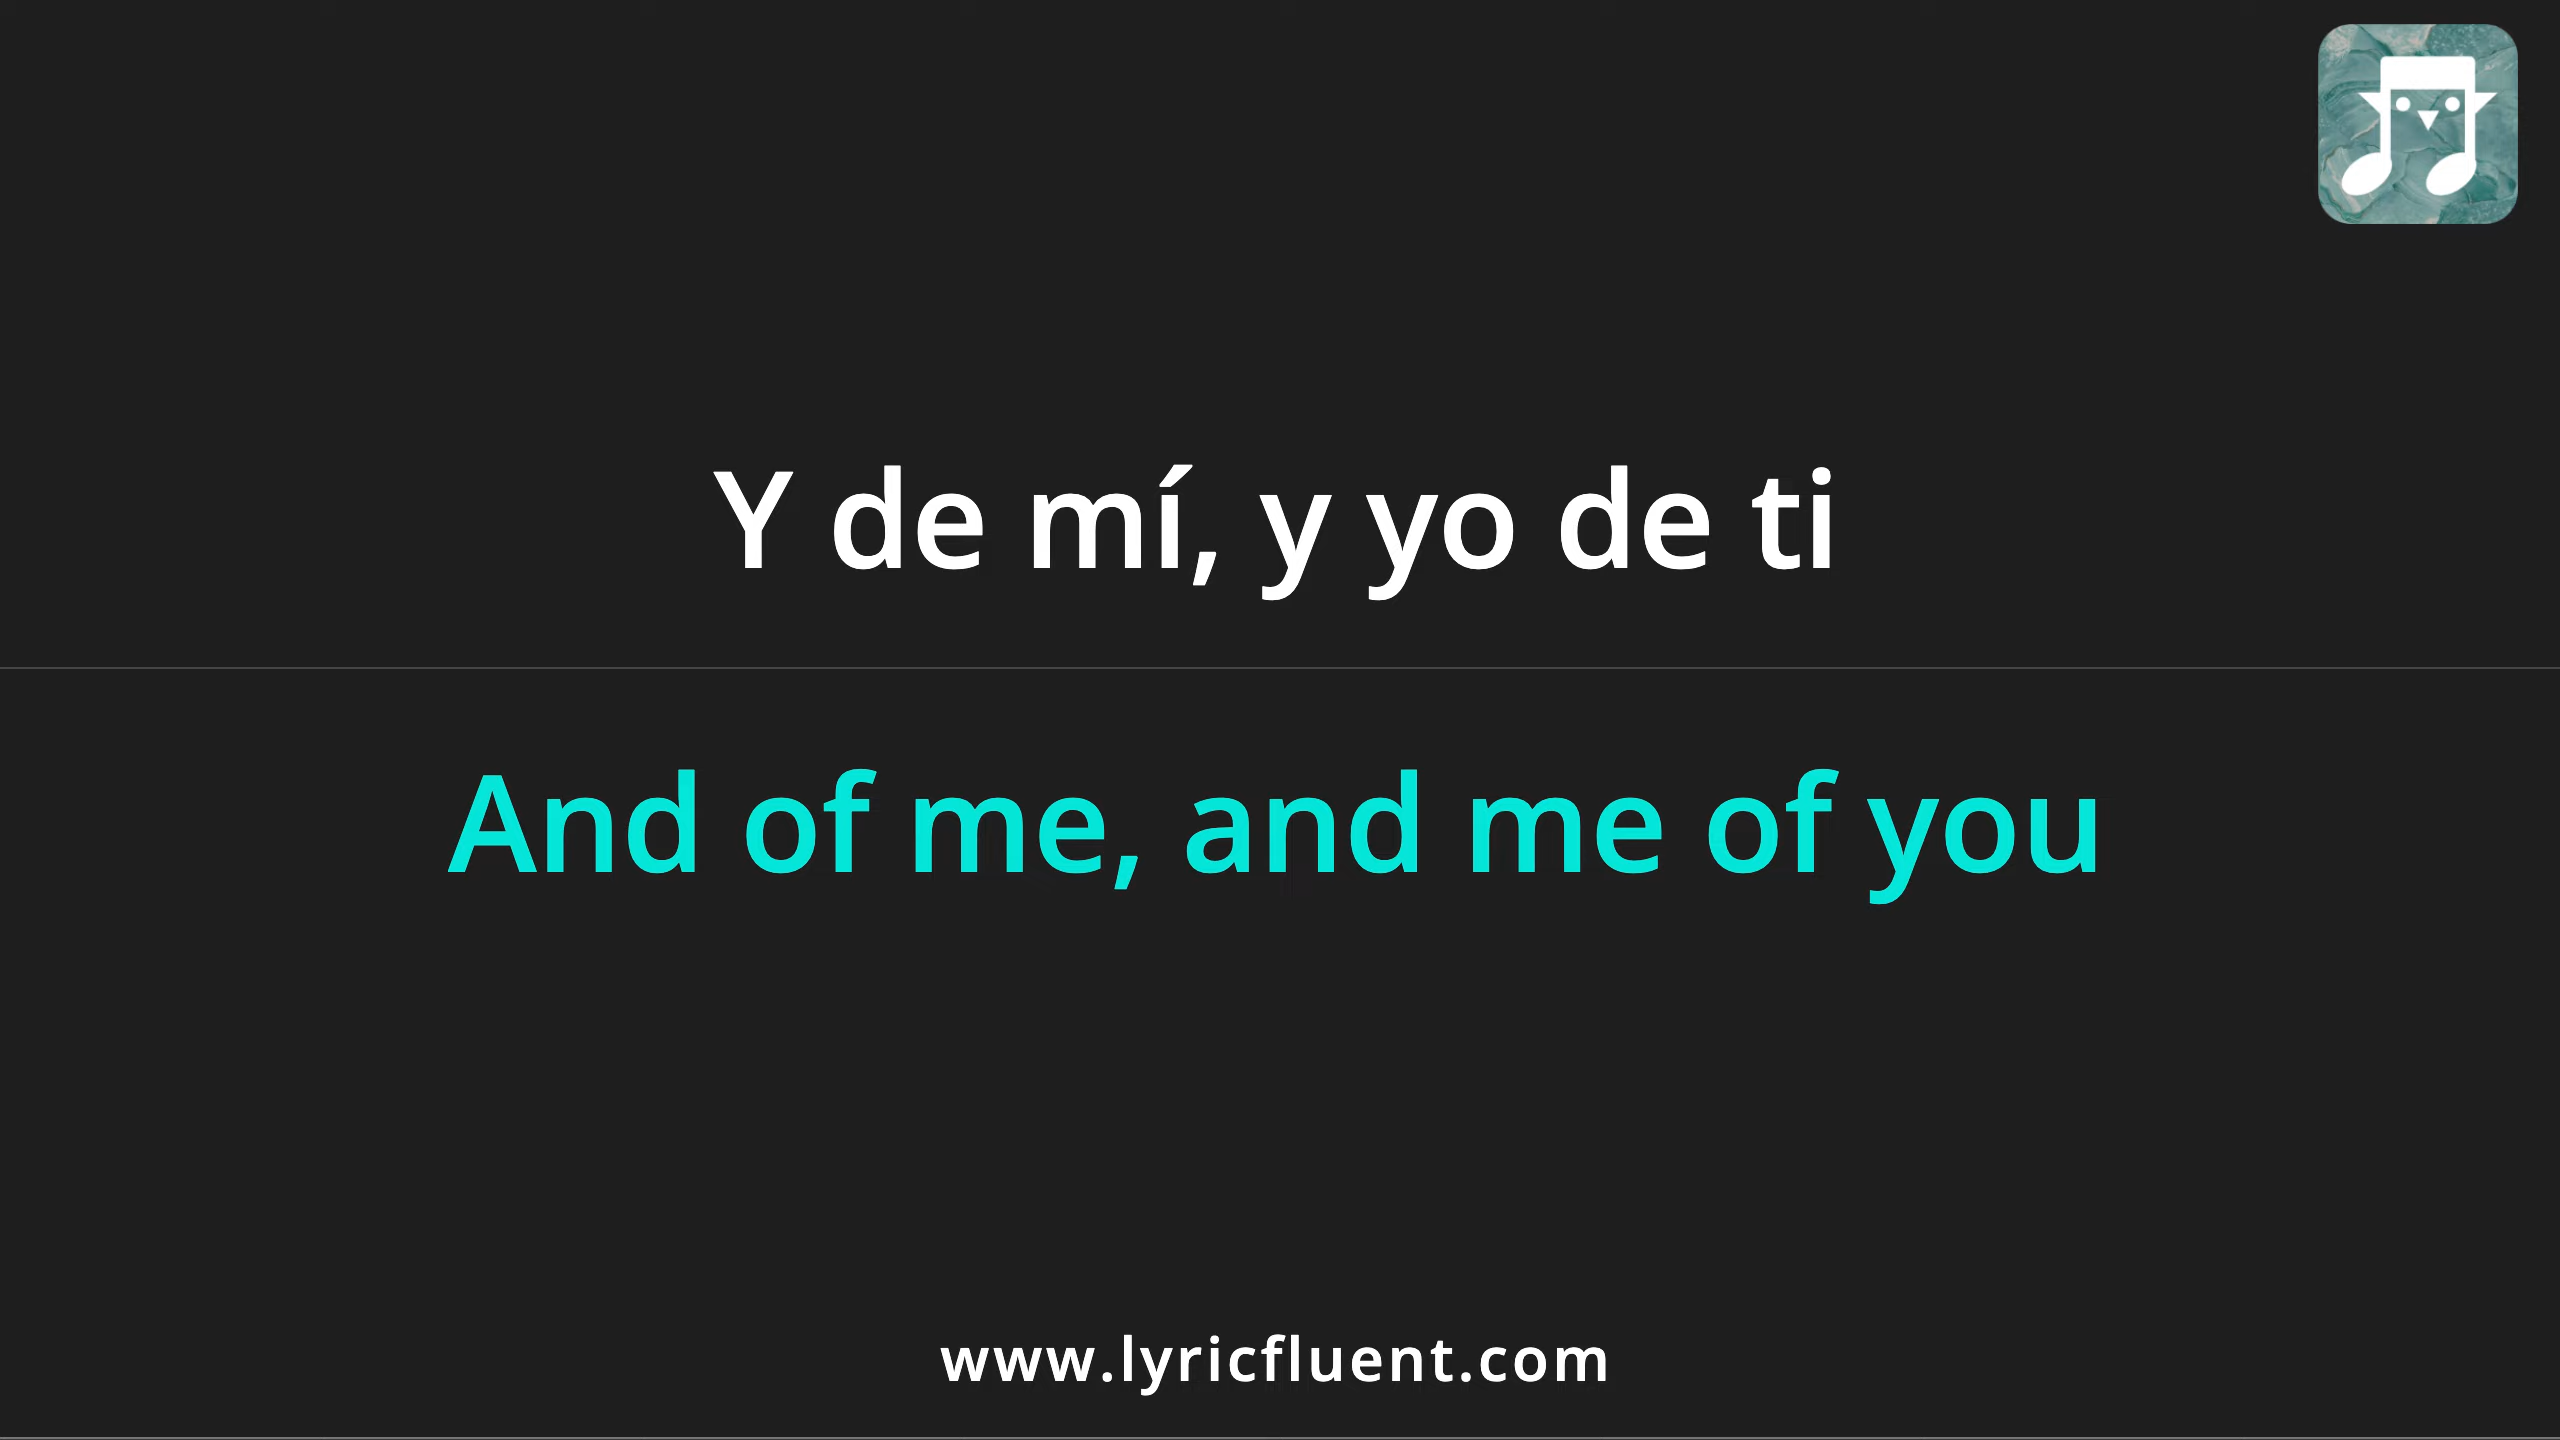 Y de mí, y yo de ti
And of me, and me of you
www.lyricfluent.com